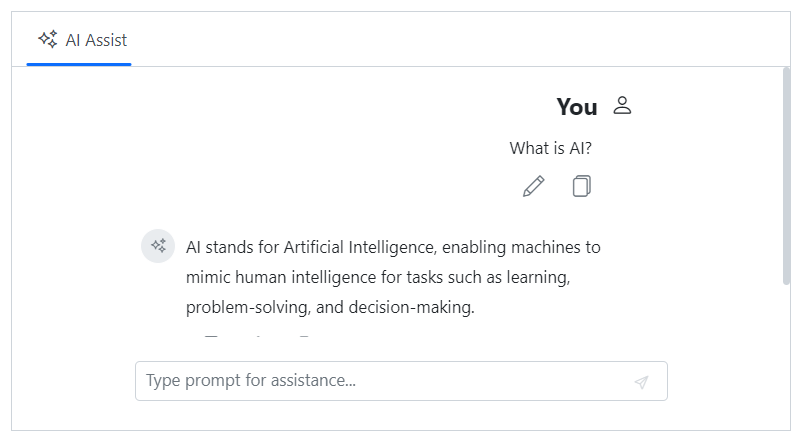 AI Assist
You
What is AI?
AI stands for Artificial Intelligence, enabling machines to
mimic human intelligence for tasks such as learning,
problem-solving, and decision-making.
Type prompt for assistance...